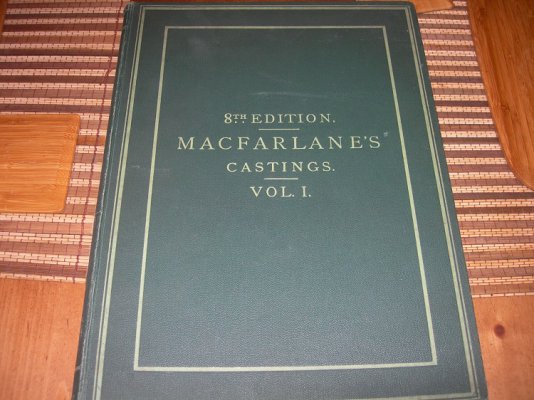 8TH EDITION.
MACFARLANE'S
CASTINGS.
VOL. I.